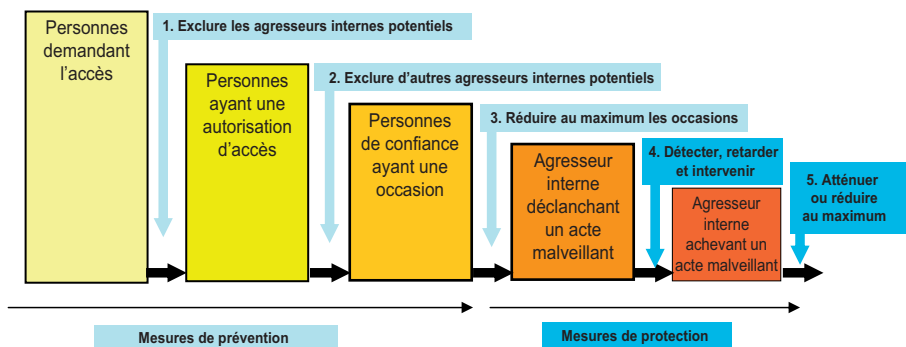 Personnes
demandant
l'accès
1. Exclure les agresseurs internes potentiels
Personnes
ayant une
autorisation
d'accès
2. Exclure d'autres agresseurs internes potentiels
Personnes
de confiance
ayant une
occasion
3. Réduire au maximum les occasions
Agresseur
interne
déclanchant
un acte
malveillant
4. Détecter, retarder
et intervenir
Agresseur
interne
achevant un
acte malveillant
5. Atténuer
ou réduire
au maximum
Mesures de prévention
Mesures de protection